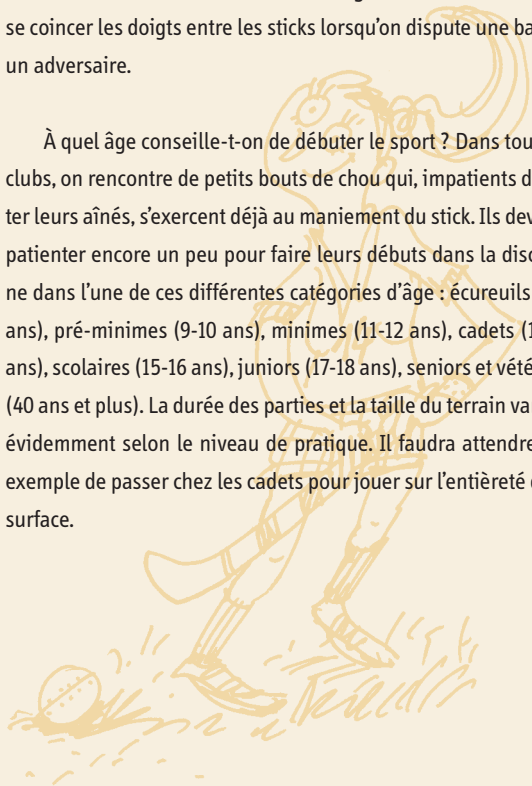 se coincer les doigts entre les sticks lorsqu'on dispute une ba
un adversaire.
À quel âge conseille-t-on de débuter le sport ? Dans tou
clubs, on rencontre de petits bouts de chou qui, impatients d
ter leurs aînés, s'exercent déjà au maniement du stick. Ils dev
patienter encore un peu pour faire leurs débuts dans la disc
ne dans l'une de ces différentes catégories d'âge : écureuils
ans), pré-minimes (9-10 ans), minimes (11-12 ans), cadets (1
ans), scolaires (15-16 ans), juniors (17-18 ans), seniors et vété
(40 ans et plus). La durée des parties et la taille du terrain va
évidemment selon le niveau de pratique. Il faudra attendre
exemple de passer chez les cadets pour jouer sur l'entièreté
surface.